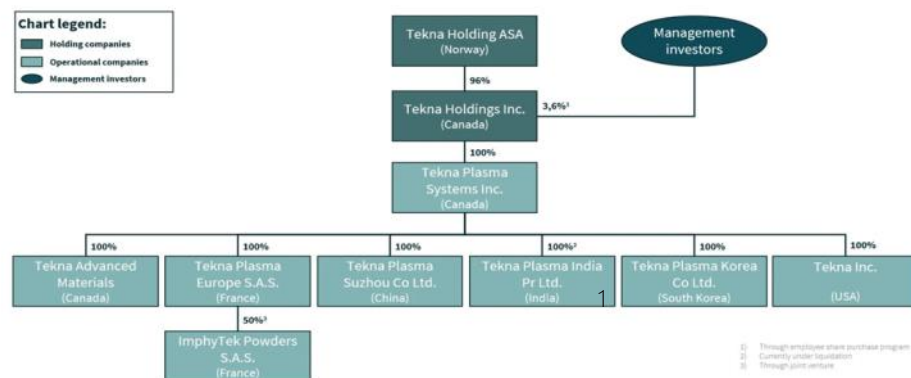 Chart legend:
Holding companies
Operational companies
Management investors
Tekna Holding ASA
(Norway)
Management
investors
96%
Tekna Holdings Inc.
(Canada)
3,6%¹
100%
Tekna Plasma
Systems Inc.
(Canada)
100%
100%
100%
100%²
100%
100%
Tekna Advanced
Materials
(Canada)
Tekna Plasma
Europe S.A.S.
(France)
Tekna Plasma
Suzhou Co Ltd.
(China)
Tekna Plasma India
Pr Ltd.
(India)
1
Tekna Plasma Korea
Co Ltd.
(South Korea)
Tekna Inc.
(USA)
50%³
ImphyTek Powders
S.A.S.
(France)
1) Through employee share purchase program
2) Currently under liquidation
3) Through joint venture